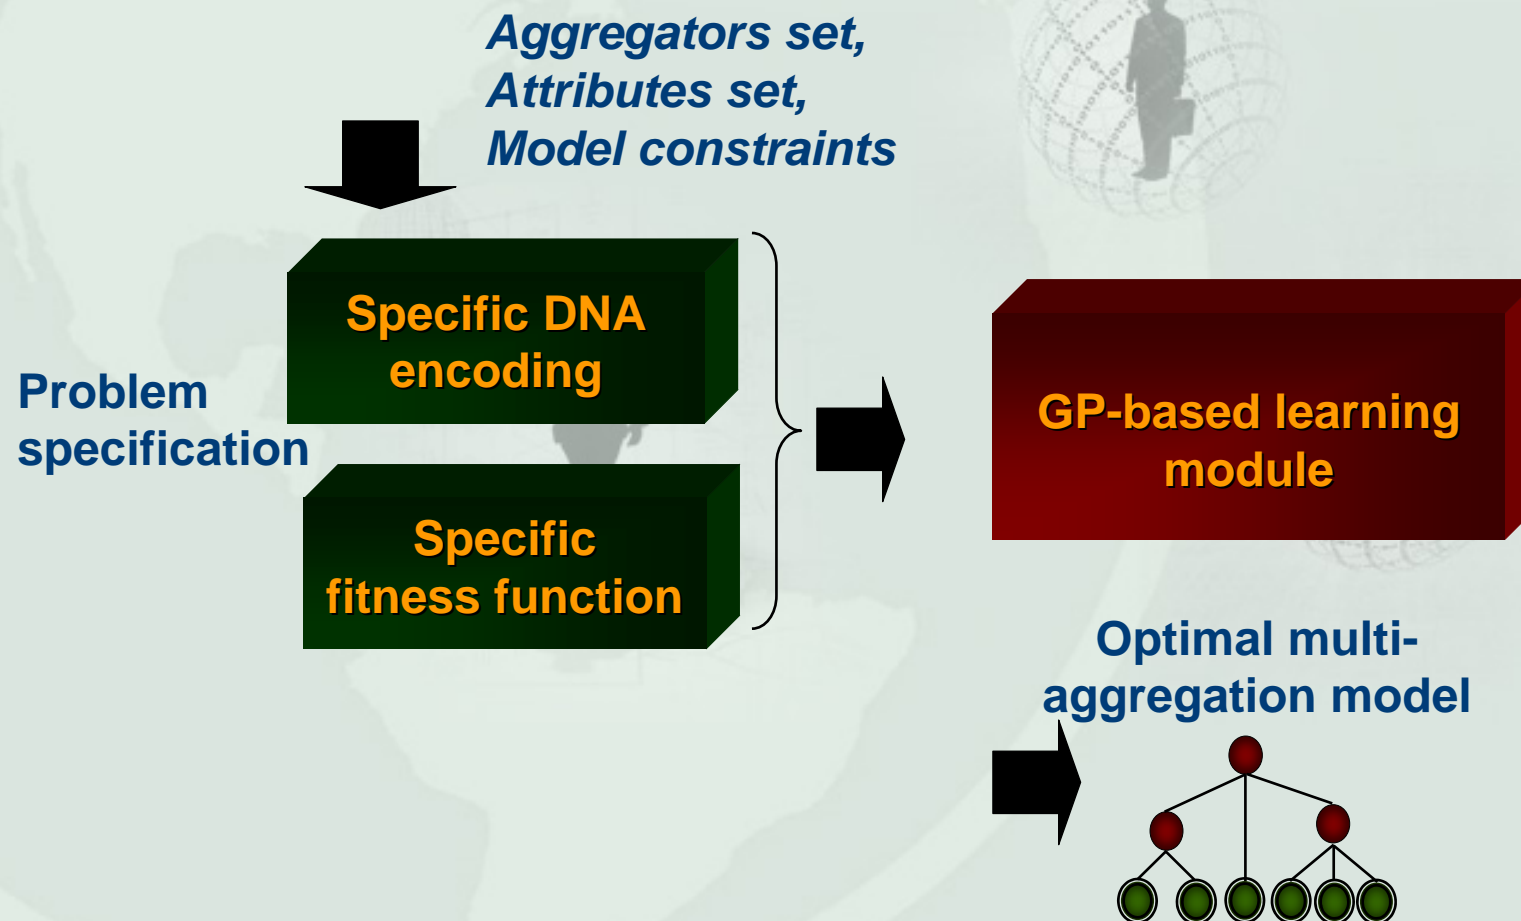 Aggregators set,
Attributes set,
Model constraints
Specific DNA
encoding
Problem
specification
Specific
fitness function
GP-based learning
module
Optimal multi-
aggregation model